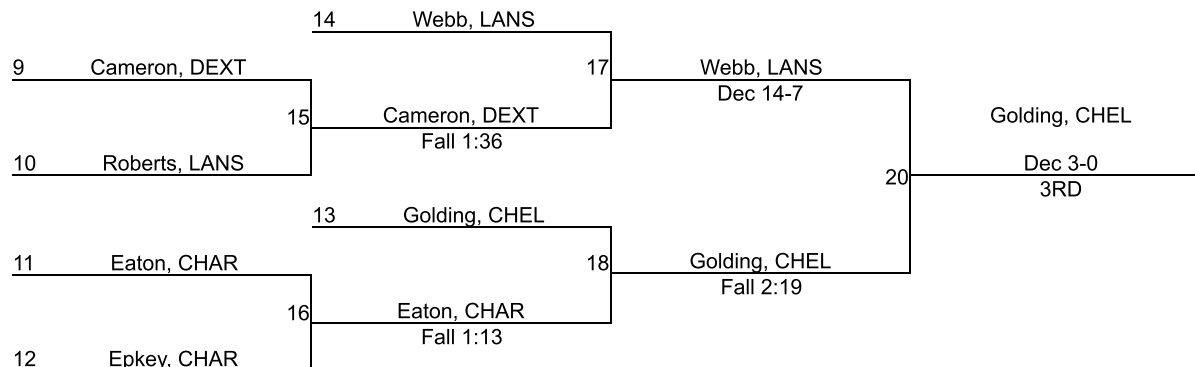 14 Webb, LANS
9 Cameron, DEXT
17
Webb, LANS
Dec 14-7
15
Cameron, DEXT
Fall 1:36
Golding, CHEL
10 Roberts, LANS
20
Dec 3-0
3RD
13 Golding, CHEL
11 Eaton, CHAR
18
Golding, CHEL
Fall 2:19
16
Eaton, CHAR
Fall 1:13
12 Epkey, CHAR